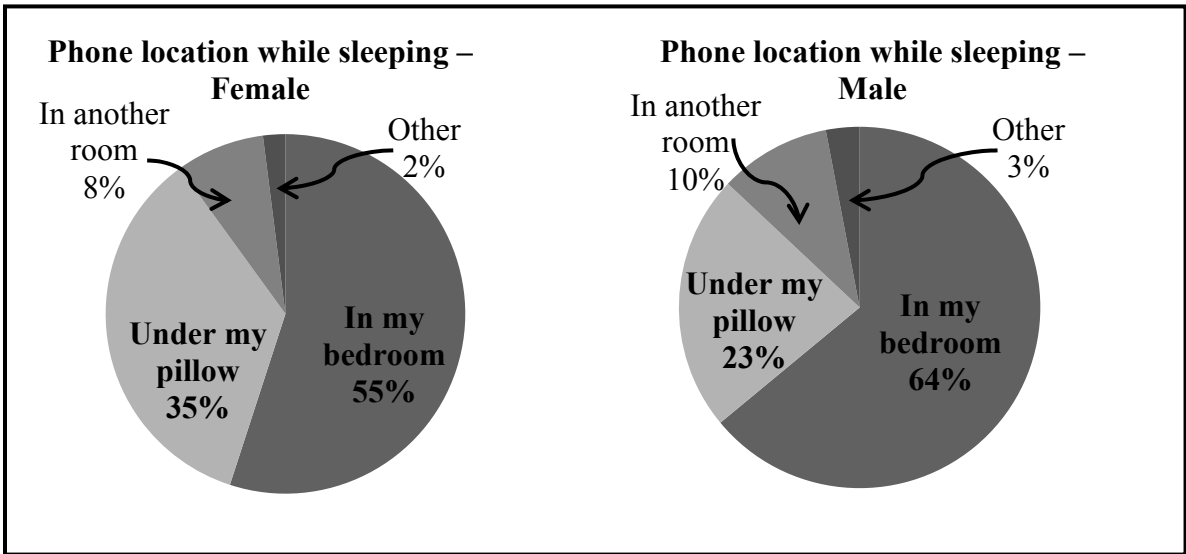 Phone location while sleeping –
Female
In another
room
8%
Other
2%
Under my
pillow
35%
In my
bedroom
55%
Phone location while sleeping –
Male
In another
room
10%
Other
3%
Under my
pillow
23%
In my
bedroom
64%